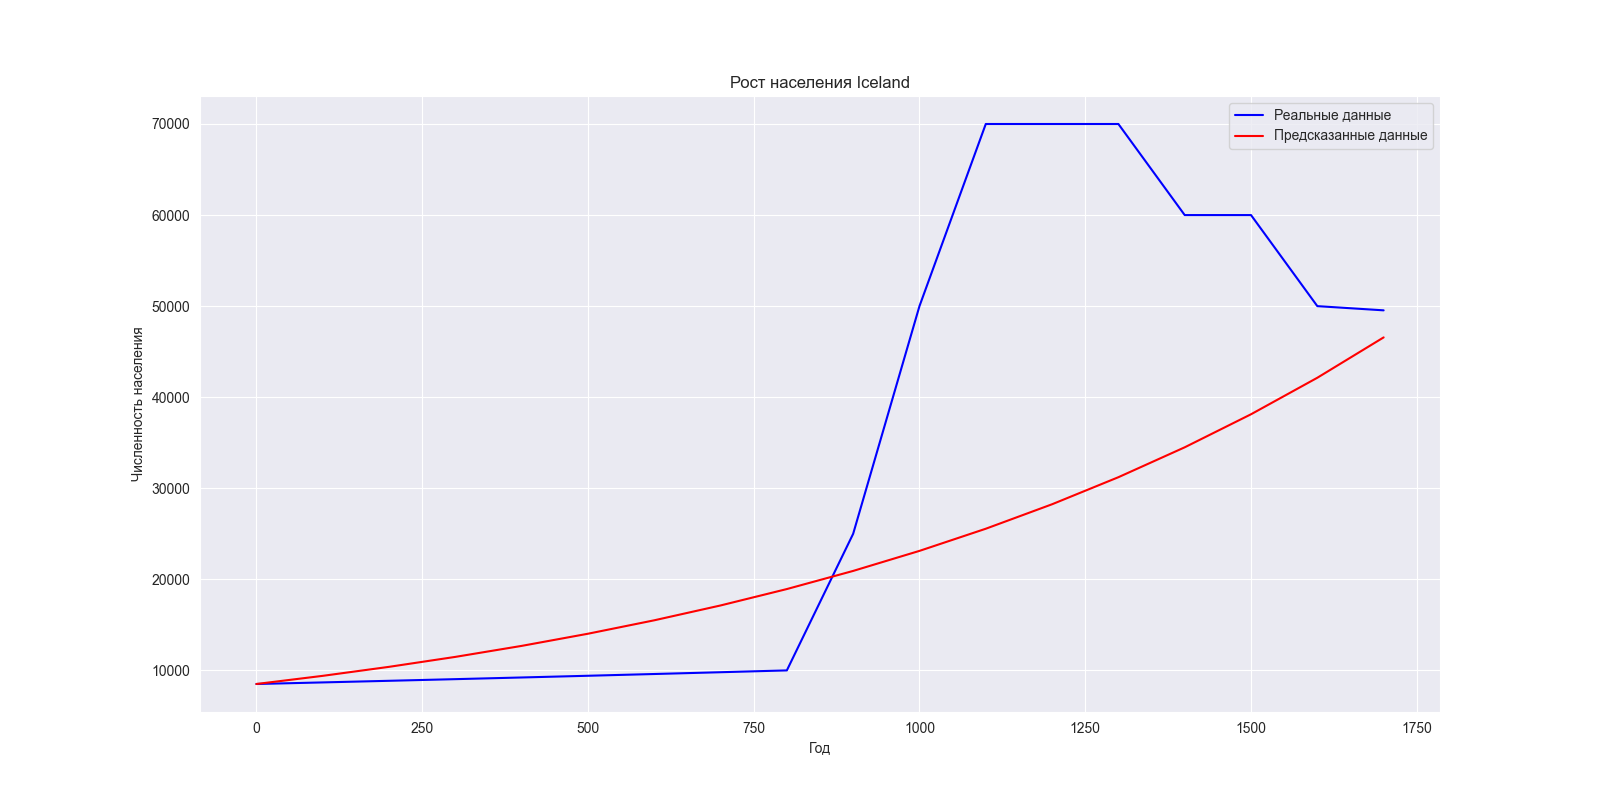 Рост населения Iceland
Реальные данные
Предсказанные данные
Численность населения
70000
60000
50000
40000
30000
20000
10000
0 250 500 750 1000 1250 1500 1750
Год